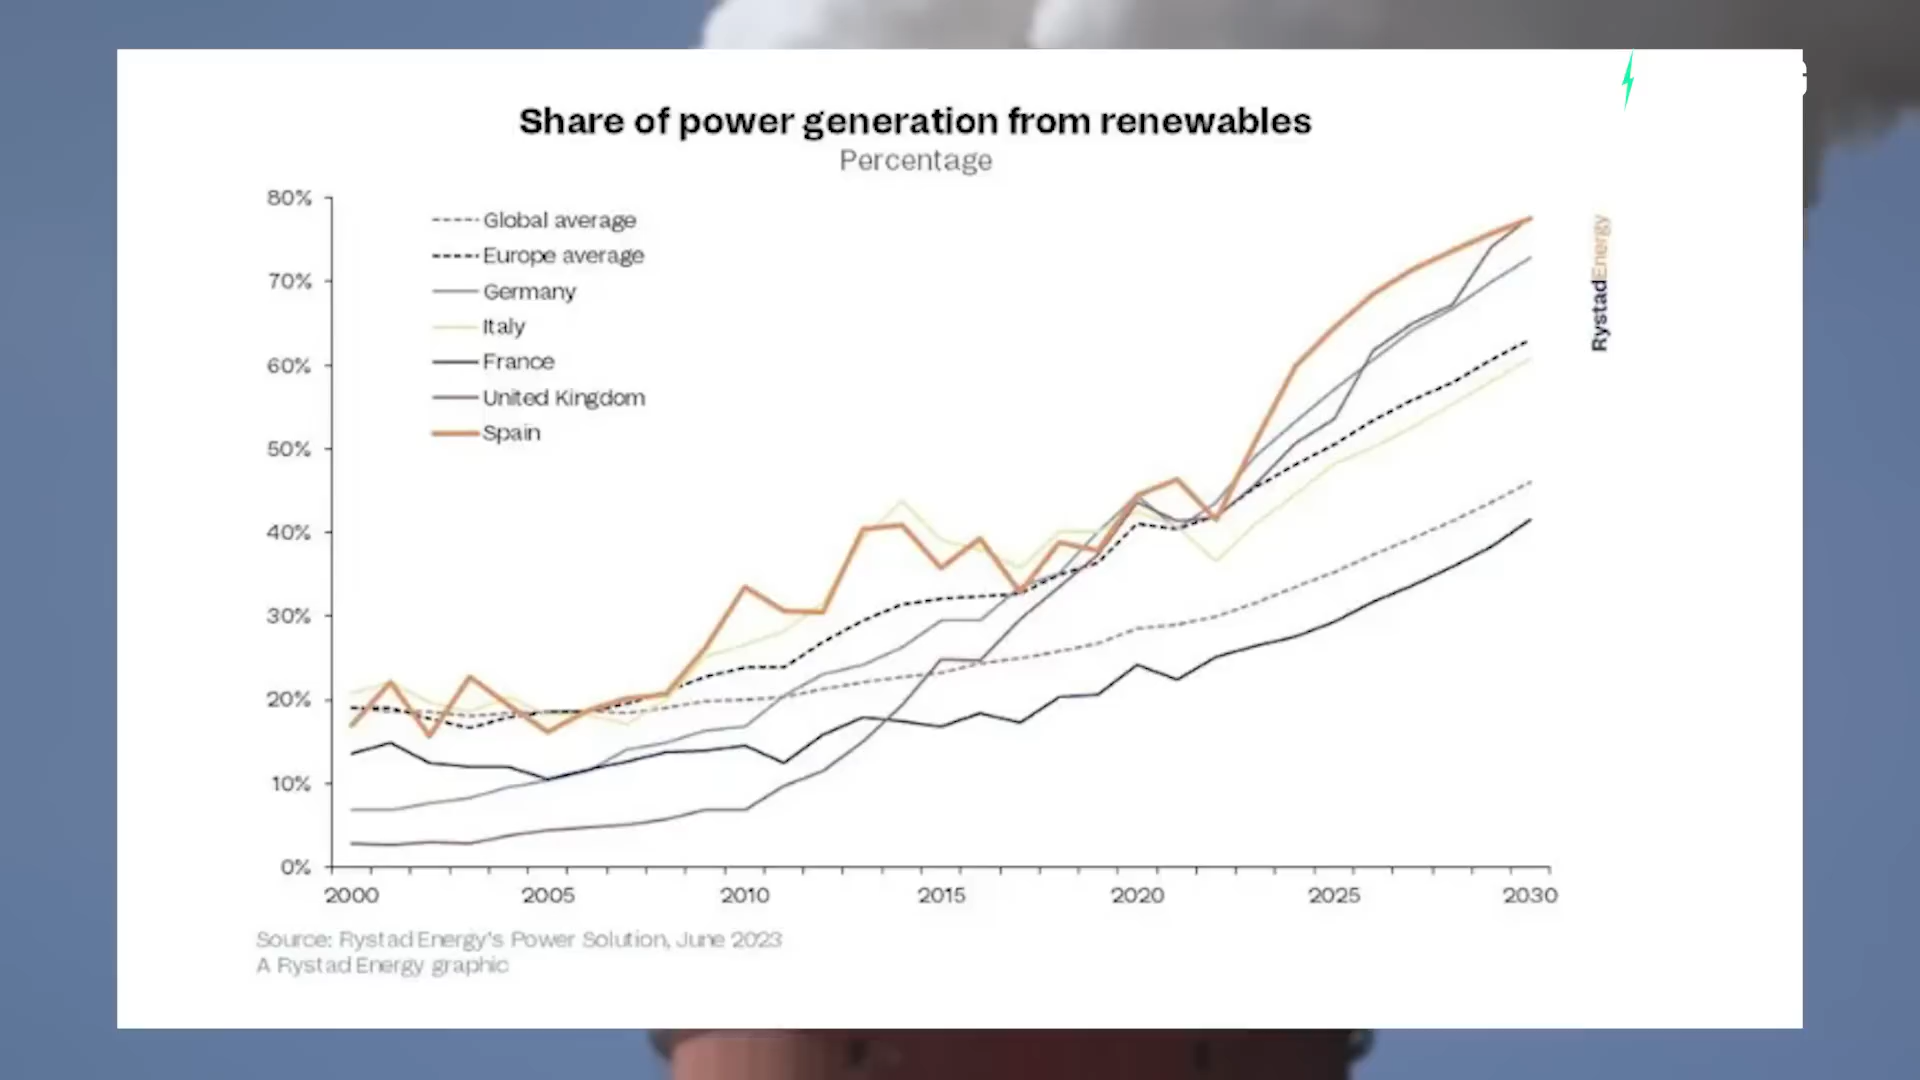 Share of power generation from renewables
Percentage
80%
70%
60%
50%
40%
30%
20%
10%
0%
Global average
Europe average
Germany
Italy
France
United Kingdom
Spain
2000 2005 2010 2015 2020 2025 2030
RystadEnergy
Source: Rystad Energy's Power Solution, June 2023
A Rystad Energy graphic